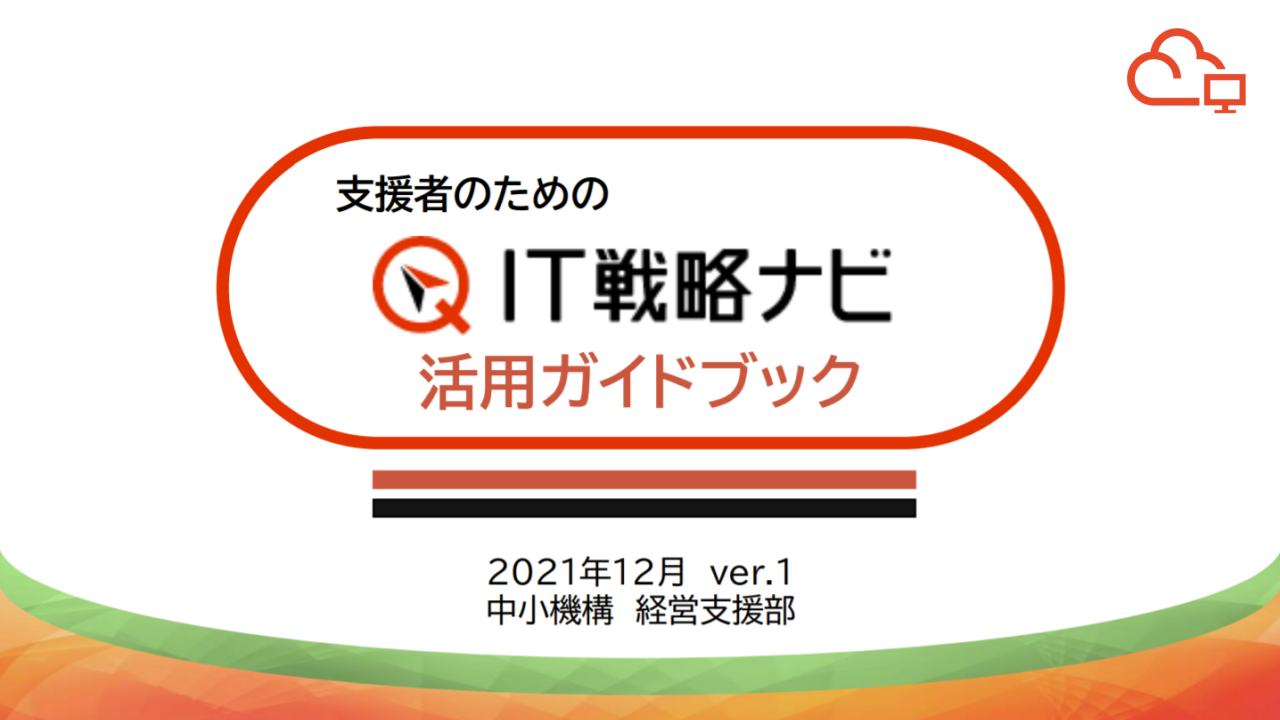 支援者のための
IT戦略ナビ
活用ガイドブック
2021年12月 ver.1
中小機構 経営支援部